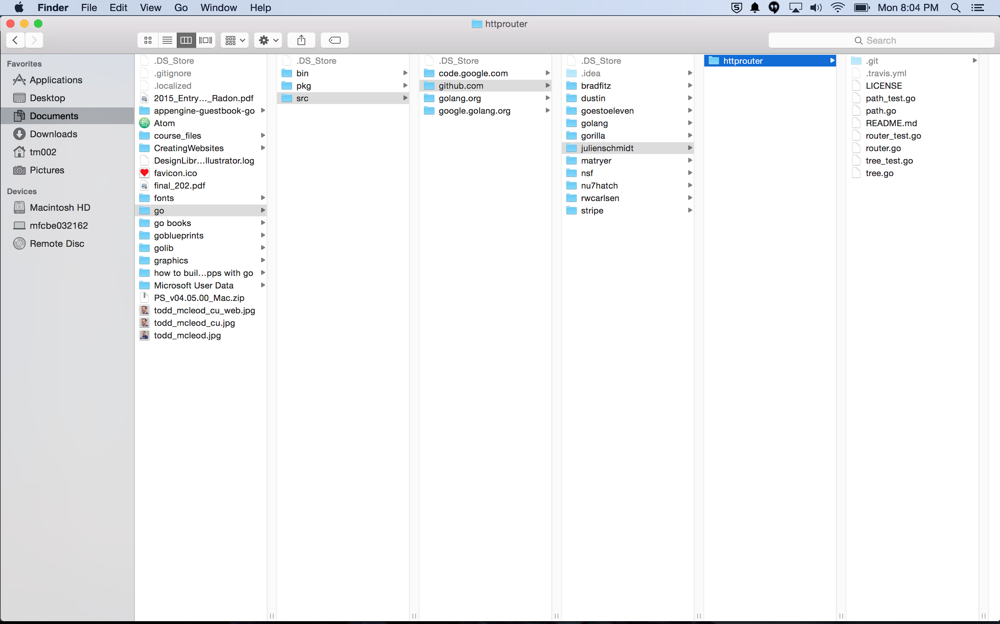 Finder File Edit View Go Window Help Mon 8:04 PM
httprouter
Search
Favorites
Applications
Desktop
Documents
Downloads
tm002
Pictures
Devices
Macintosh HD
mfcbe032162
Remote Disc
.DS_Store
.gitignore
.localized
2015_Entry…_Radon.pdf
appengine-guestbook-go
Atom
course_files
CreatingWebsites
DesignLibr…llustrator.log
favicon.ico
final_202.pdf
fonts
go
go books
goblueprints
golib
graphics
how to buil…pps with go
Microsoft User Data
PS_v04.05.00_Mac.zip
todd_mcleod_cu_web.jpg
todd_mcleod_cu.jpg
todd_mcleod.jpg
.DS_Store
bin
pkg
src
.DS_Store
code.google.com
github.com
golang.org
google.golang.org
.DS_Store
.idea
bradfitz
dustin
goestoeleven
golang
gorilla
julienschmidt
matryer
nsf
nu7hatch
rwcarlsen
stripe
httprouter
.git
.travis.yml
LICENSE
path_test.go
path.go
README.md
router_test.go
router.go
tree_test.go
tree.go